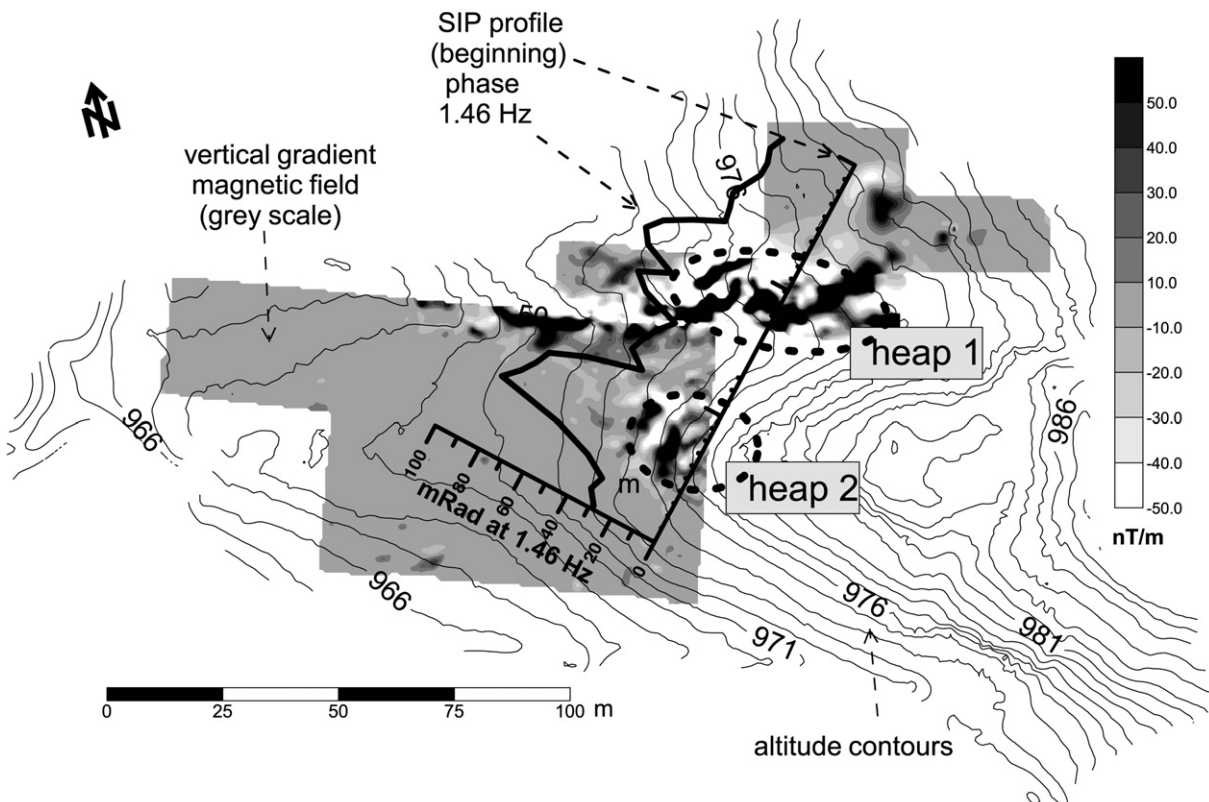 SIP profile
(beginning)
phase
1.46 Hz
N
vertical gradient
magnetic field
(grey scale)
50.0
40.0
30.0
20.0
10.0
-10.0
-20.0
-30.0
-40.0
-50.0
nT/m
50
heap 1
heap 2
m
100
80
60
40
20
0
mRad at 1.46 Hz
966
966
971
976
981
986
0
25
50
75
100
m
altitude contours